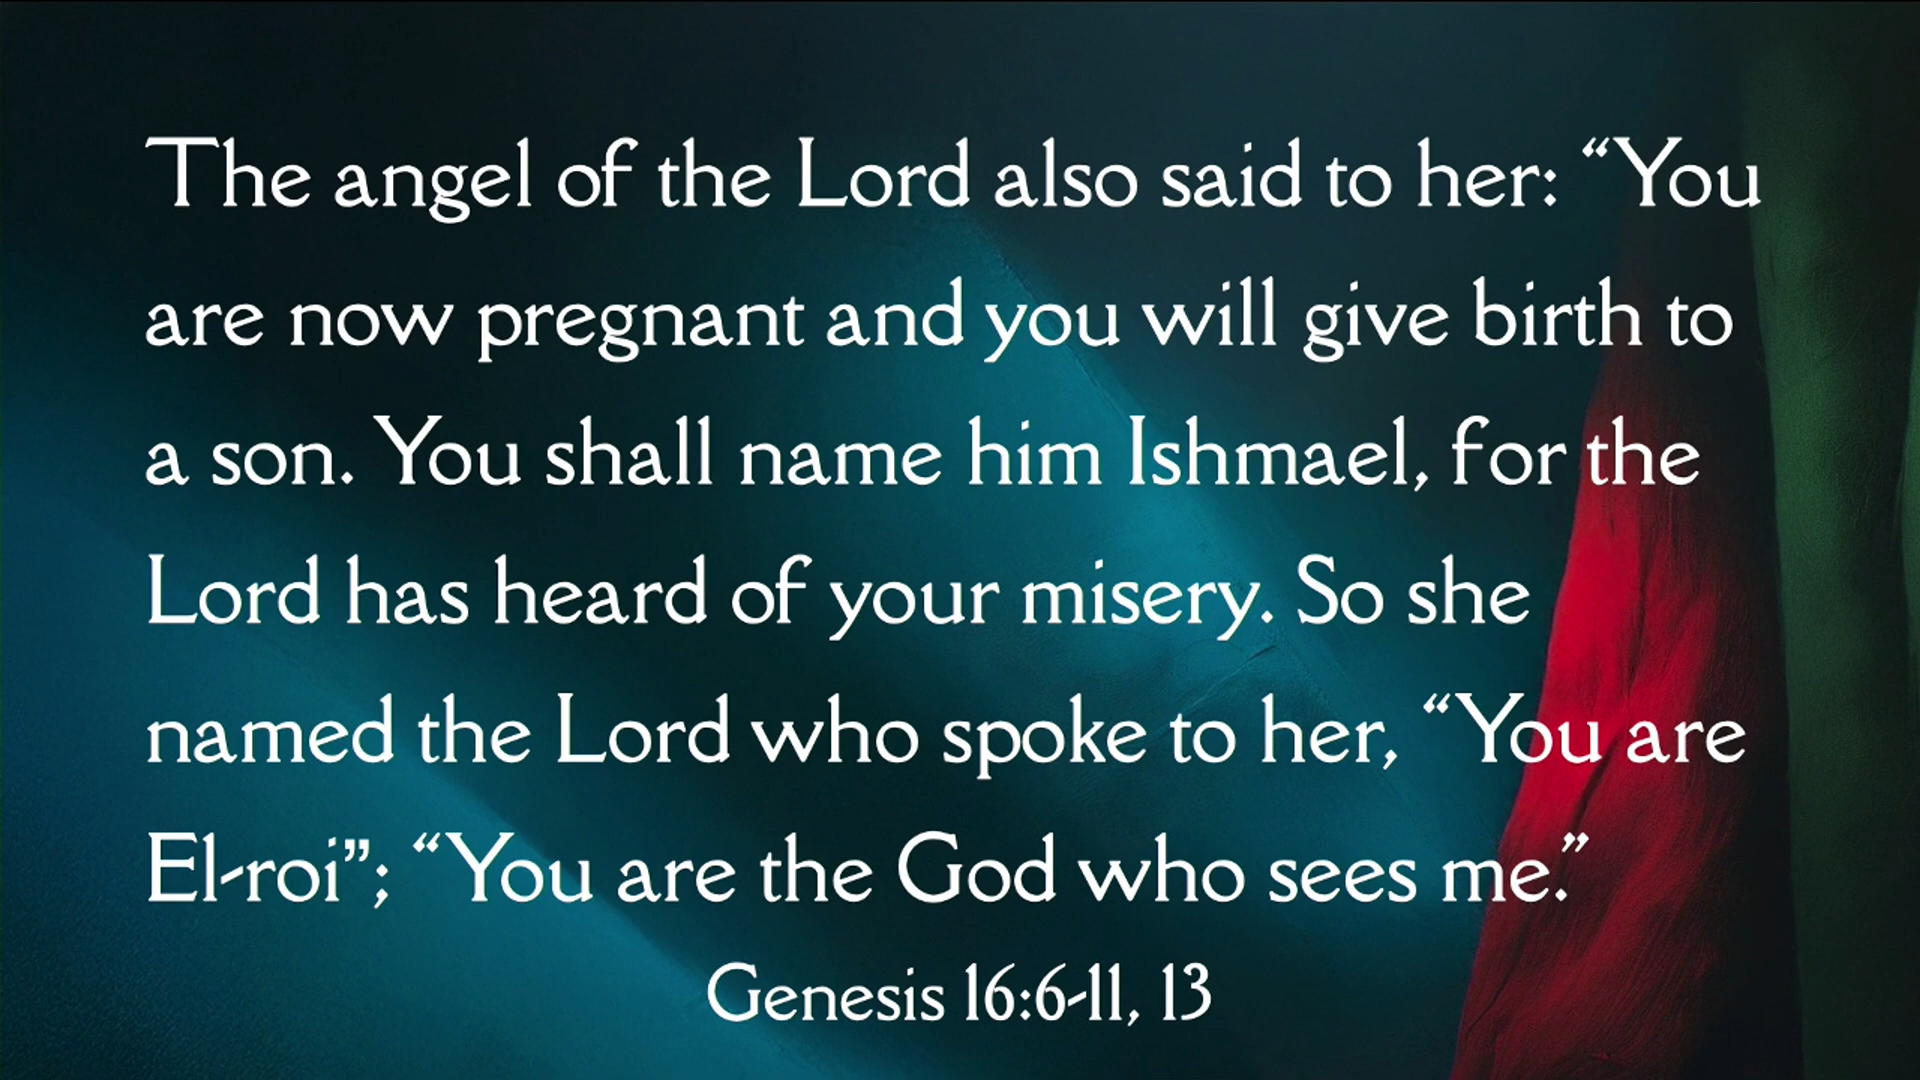 The angel of the Lord also said to her: “You
are now pregnant and you will give birth to
a son. You shall name him Ishmael, for the
Lord has heard of your misery. So she
named the Lord who spoke to her, “You are
El-roi”; “You are the God who sees me.”
Genesis 16:6-11, 13